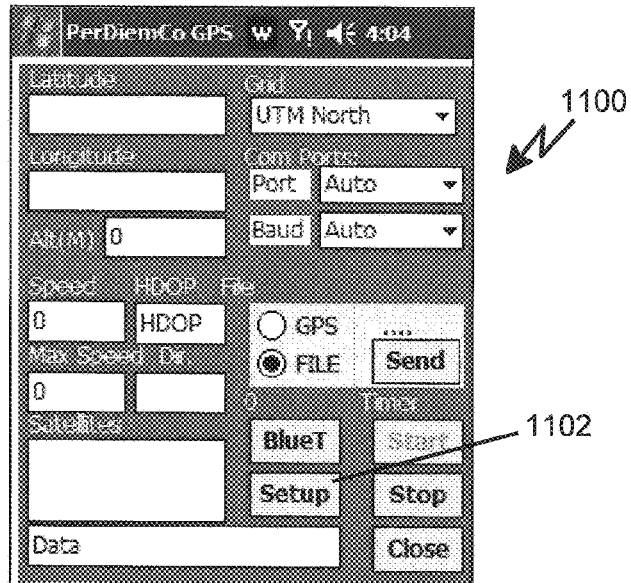 PerDiemCo GPS W 4:04
Latitude Grid
UTM North
1100
Longitude Com Ports
Port Auto
Alt(M) 0 Baud Auto
Speed HDOP File
0 HDOP GPS ....
Max Speed Dir FILE Send
0
0 Timer
Satellites BlueT Start
1102
Setup Stop
Data Close